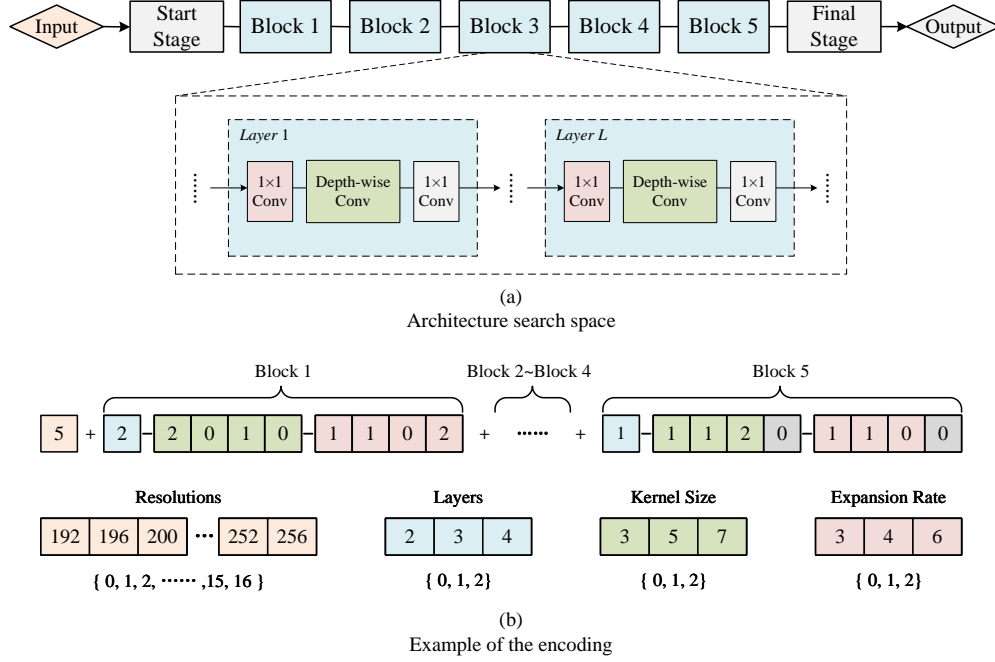 Input
Start
Stage
Block 1
Block 2
Block 3
Block 4
Block 5
Final
Stage
Output
Layer 1
1×1
Conv
Depth-wise
Conv
1×1
Conv
Layer L
1×1
Conv
Depth-wise
Conv
1×1
Conv
(a)
Architecture search space
Block 1
Block 2~Block 4
Block 5
5 + 2 - 2 0 1 0 - 1 1 0 2 + ······ + 1 - 1 1 2 0 - 1 1 0 0
Resolutions
Layers
Kernel Size
Expansion Rate
192 196 200 ··· 252 256
2 3 4
3 5 7
3 4 6
{ 0, 1, 2, ······ ,15, 16 }
{ 0, 1, 2}
{ 0, 1, 2}
{ 0, 1, 2}
(b)
Example of the encoding